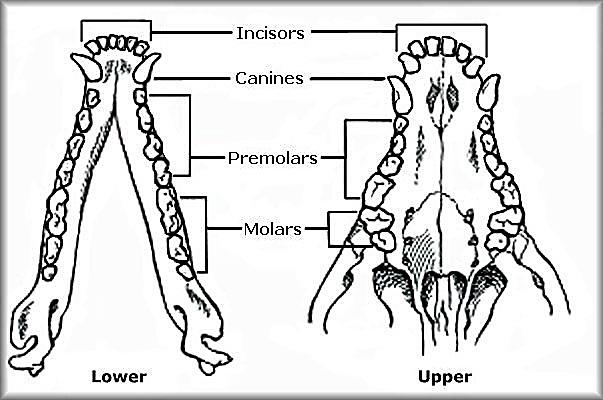 Incisors
Canines
Premolars
Molars
Lower
Upper